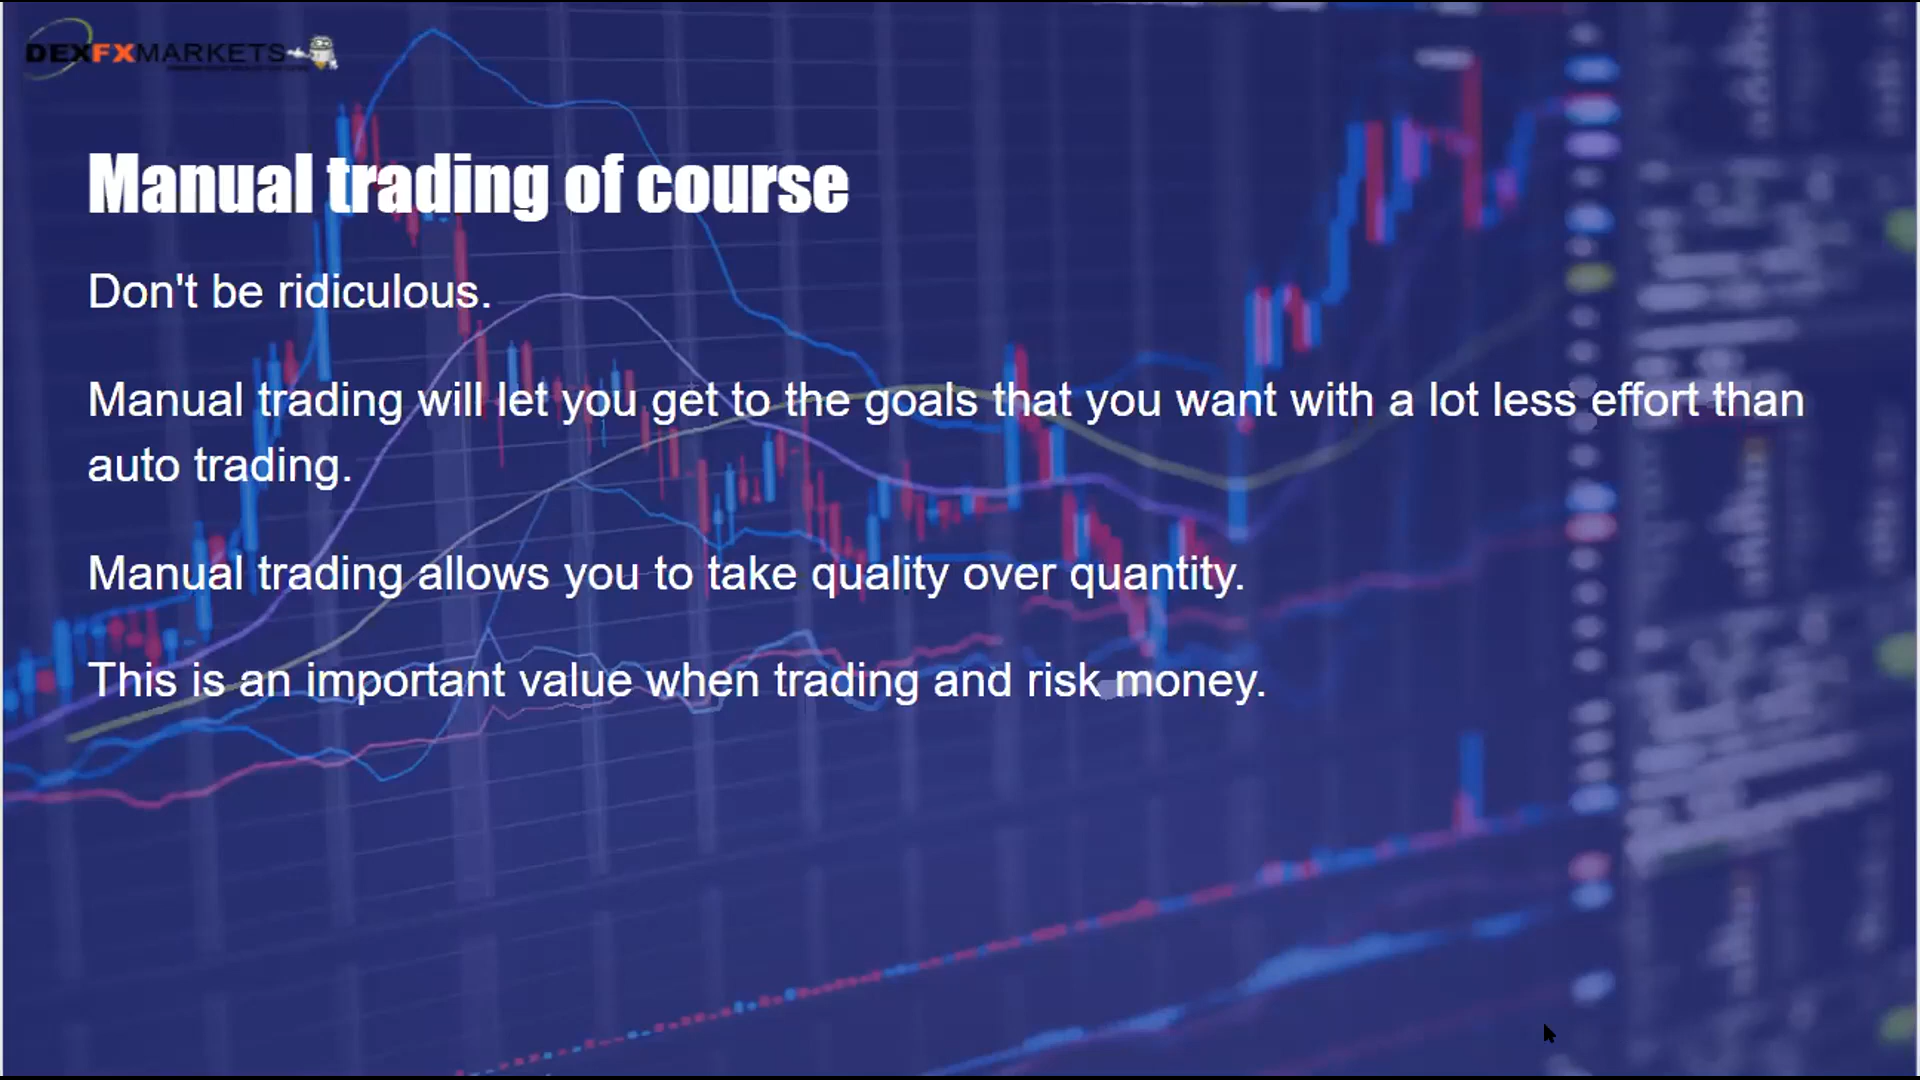 DEXFXMARKETS
Manual trading of course
Don't be ridiculous.
Manual trading will let you get to the goals that you want with a lot less effort than
auto trading.
Manual trading allows you to take quality over quantity.
This is an important value when trading and risk money.